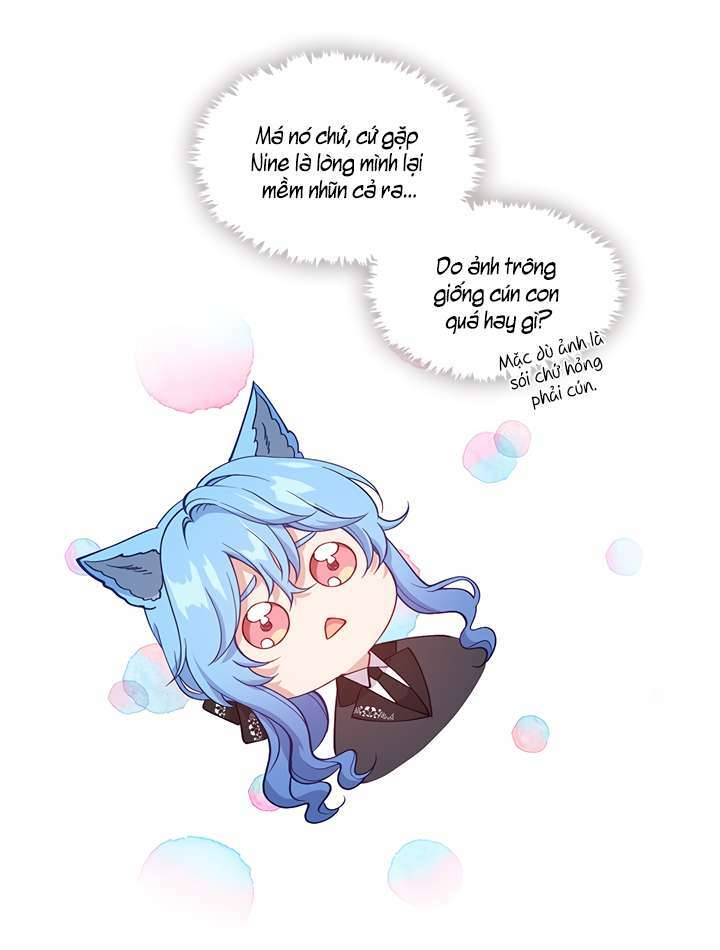 Má nó chứ, cứ gặp
Nine là lòng mình lại
mềm nhũn cả ra...
Do ảnh trông
giống cún con
quá hay gì?
Mặc dù ảnh là
sói chứ hỏng
phải cún.